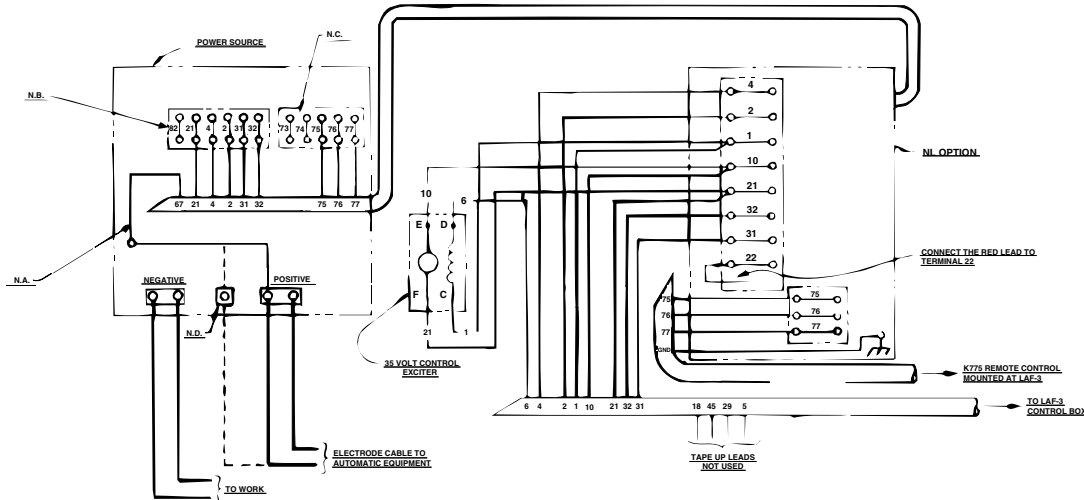 POWER SOURCE
N.C.
N.B.
82 21 4 2 31 32
73 74 75 76 77
67 21 4 2 31 32 75 76 77
N.A.
NEGATIVE
POSITIVE
N.D.
ELECTRODE CABLE TO
AUTOMATIC EQUIPMENT
TO WORK
10 6
E D
F C
21 1
35 VOLT CONTROL
EXCITER
4
2
1
10
21
32
31
22
NL OPTION
CONNECT THE RED LEAD TO
TERMINAL 22
75
76
77
75
76
77
GND
K775 REMOTE CONTROL
MOUNTED AT LAF-3
6 4 2 1 10 21 32 31 18 45 29 5
TO LAF-3
CONTROL BOX
TAPE UP LEADS
NOT USED